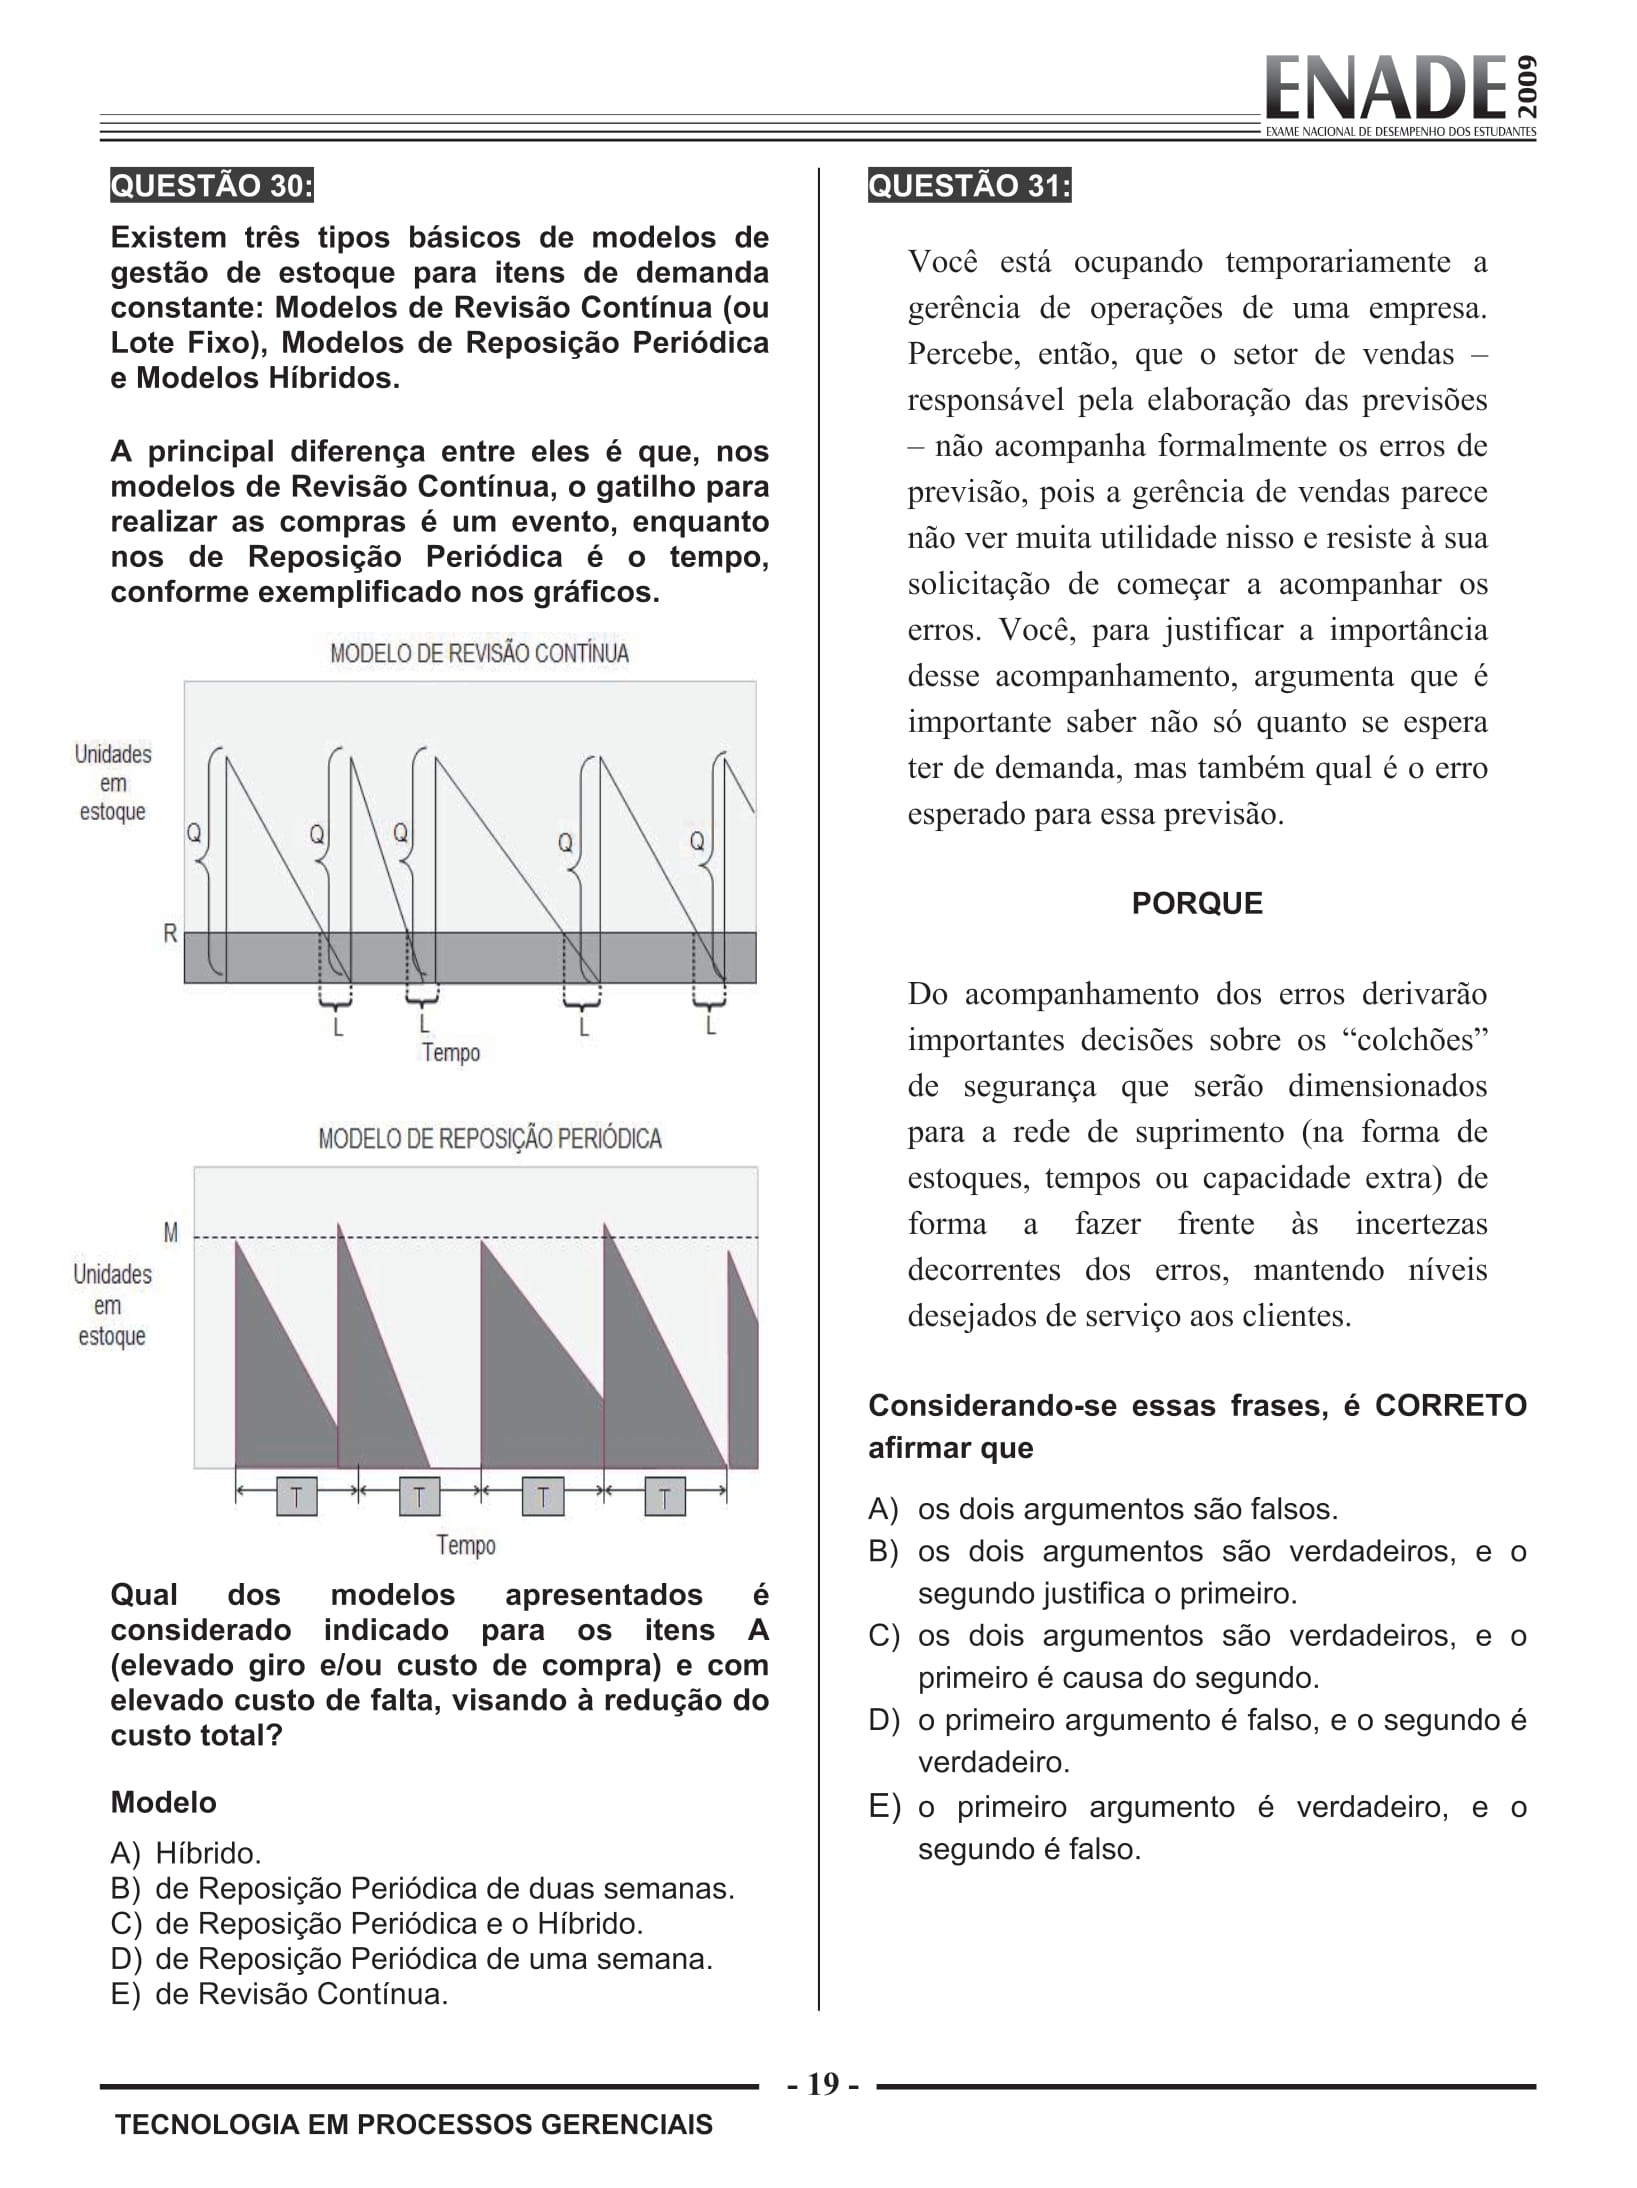 ENADE 2009
EXAME NACIONAL DE DESEMPENHO DOS ESTUDANTES
QUESTÃO 30:
Existem três tipos básicos de modelos de
gestão de estoque para itens de demanda
constante: Modelos de Revisão Contínua (ou
Lote Fixo), Modelos de Reposição Periódica
e Modelos Híbridos.
A principal diferença entre eles é que, nos
modelos de Revisão Contínua, o gatilho para
realizar as compras é um evento, enquanto
nos de Reposição Periódica é o tempo,
conforme exemplificado nos gráficos.
MODELO DE REVISÃO CONTÍNUA
Unidades
em
estoque
Q
Q
Q
Q
Q
R
L
L
L
L
Tempo
MODELO DE REPOSIÇÃO PERIÓDICA
M
Unidades
em
estoque
T
T
T
T
Tempo
Qual dos modelos apresentados é
considerado indicado para os itens A
(elevado giro e/ou custo de compra) e com
elevado custo de falta, visando à redução do
custo total?
Modelo
A) Híbrido.
B) de Reposição Periódica de duas semanas.
C) de Reposição Periódica e o Híbrido.
D) de Reposição Periódica de uma semana.
E) de Revisão Contínua.
QUESTÃO 31:
Você está ocupando temporariamente a
gerência de operações de uma empresa.
Percebe, então, que o setor de vendas –
responsável pela elaboração das previsões
– não acompanha formalmente os erros de
previsão, pois a gerência de vendas parece
não ver muita utilidade nisso e resiste à sua
solicitação de começar a acompanhar os
erros. Você, para justificar a importância
desse acompanhamento, argumenta que é
importante saber não só quanto se espera
ter de demanda, mas também qual é o erro
esperado para essa previsão.
PORQUE
Do acompanhamento dos erros derivarão
importantes decisões sobre os “colchões”
de segurança que serão dimensionados
para a rede de suprimento (na forma de
estoques, tempos ou capacidade extra) de
forma a fazer frente às incertezas
decorrentes dos erros, mantendo níveis
desejados de serviço aos clientes.
Considerando-se essas frases, é CORRETO
afirmar que
A) os dois argumentos são falsos.
B) os dois argumentos são verdadeiros, e o
segundo justifica o primeiro.
C) os dois argumentos são verdadeiros, e o
primeiro é causa do segundo.
D) o primeiro argumento é falso, e o segundo é
verdadeiro.
E) o primeiro argumento é verdadeiro, e o
segundo é falso.
- 19 -
TECNOLOGIA EM PROCESSOS GERENCIAIS